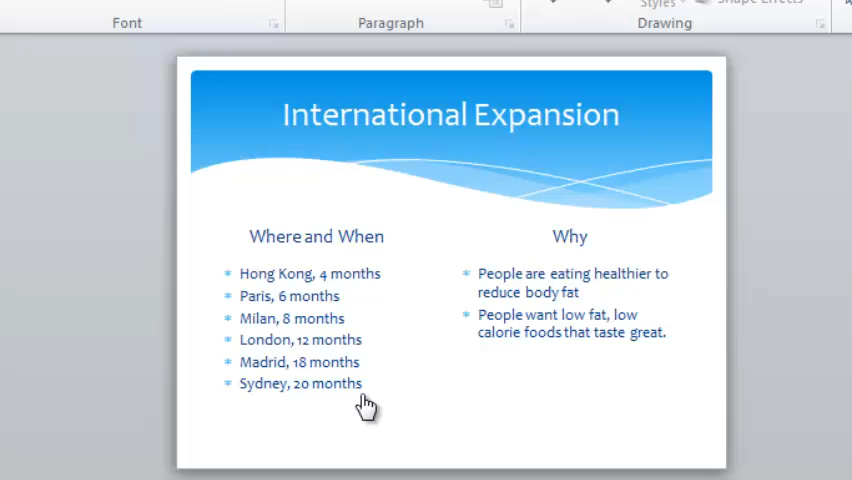 Styles
Shape Effects
Font
Paragraph
Drawing
International Expansion
Where and When
Hong Kong, 4 months
Paris, 6 months
Milan, 8 months
London, 12 months
Madrid, 18 months
Sydney, 20 months
Why
People are eating healthier to
reduce body fat
People want low fat, low
calorie foods that taste great.